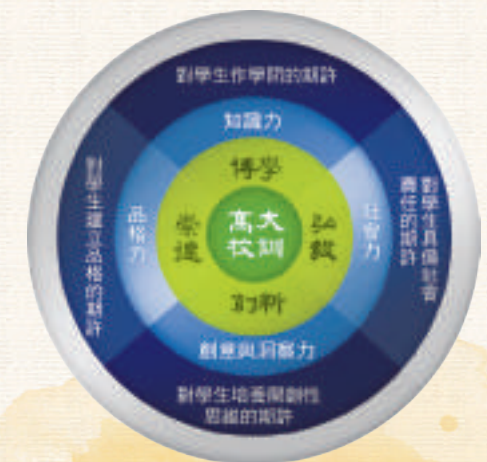 對學生作學問的期許
知識力
博學
對學生建立品格的期許
品格力
崇德
高大
校訓
弘毅
社會力
對學生具備社會
責任的期許
創新
創意與洞察力
對學生培養開創性
思維的期許